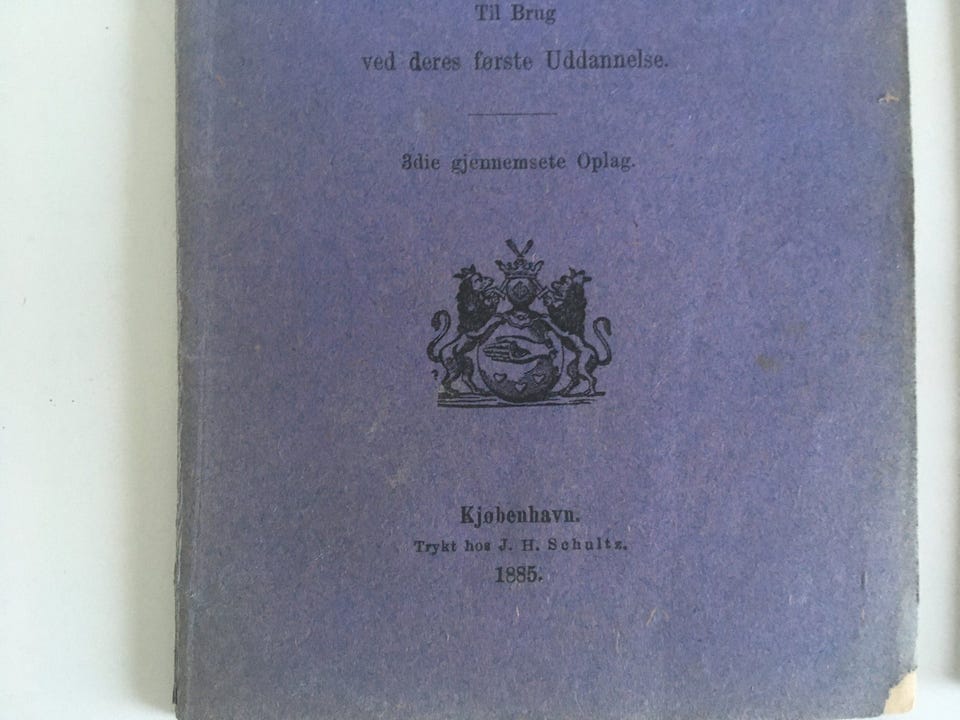 Til Brug
ved deres første Uddannelse.
3die gjennemsete Oplag.
Kjøbenhavn.
Trykt hos J. H. Schultz.
1885.